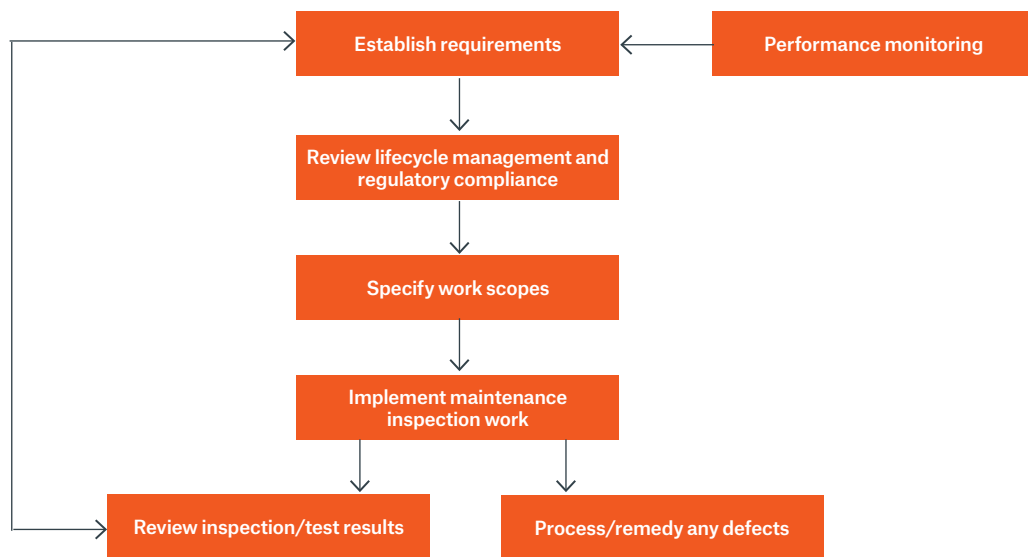 Establish requirements
Performance monitoring
Review lifecycle management and
regulatory compliance
Specify work scopes
Implement maintenance
inspection work
Review inspection/test results
Process/remedy any defects